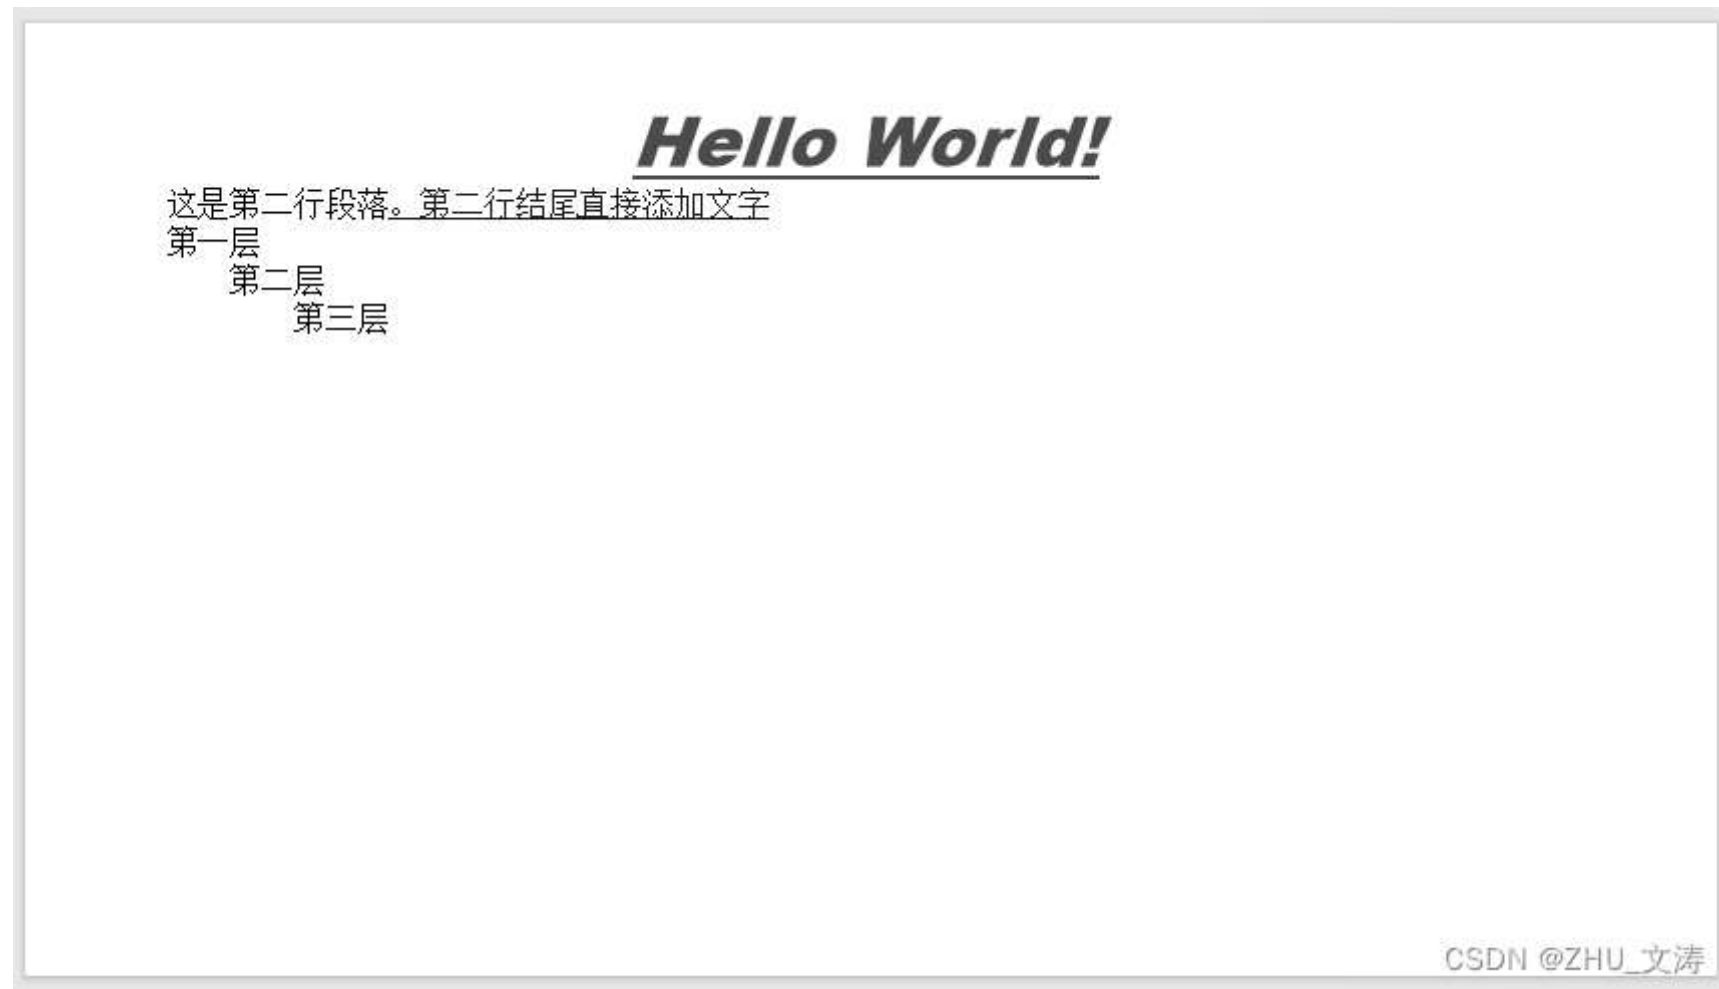 Hello World!
这是第二行段落。第二行结尾直接添加文字
第一层
第二层
第三层
CSDN @ZHU_文涛